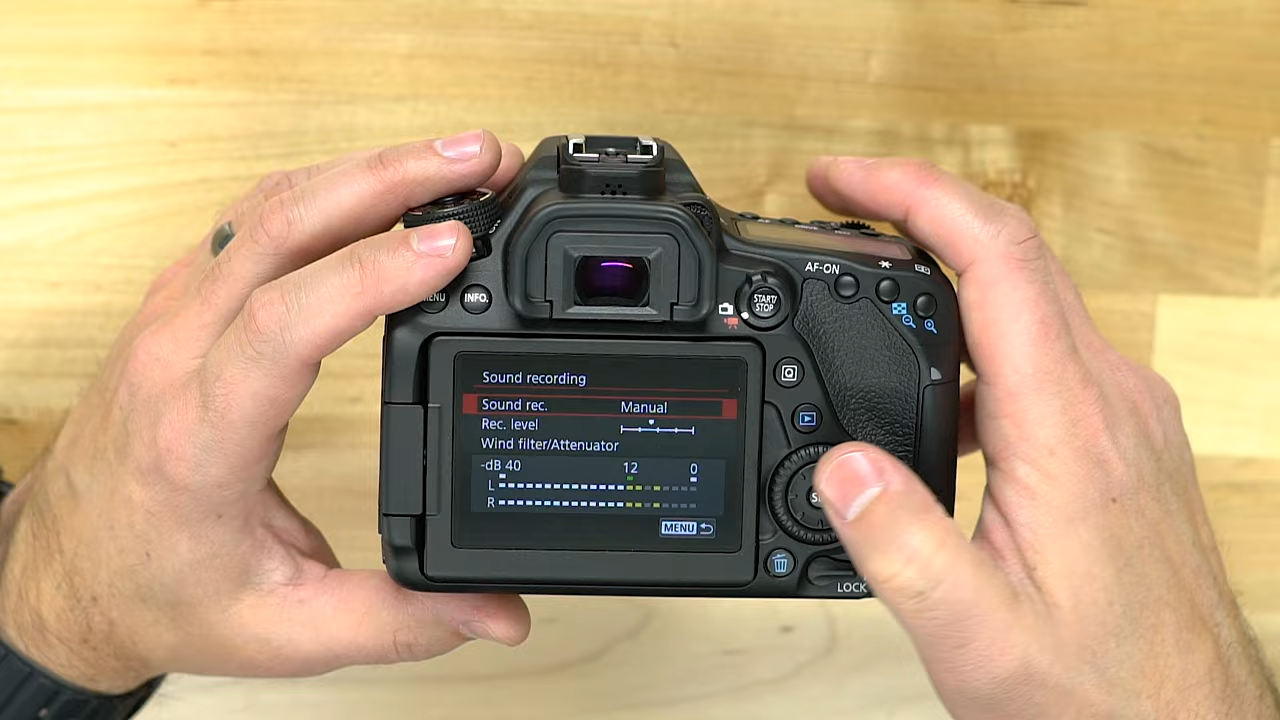 AF-ON
INFO.
START/
STOP
Q
Sound recording
Sound rec. Manual
Rec. level
Wind filter/Attenuator
-dB 40 12 0
L
R
MENU
LOCK